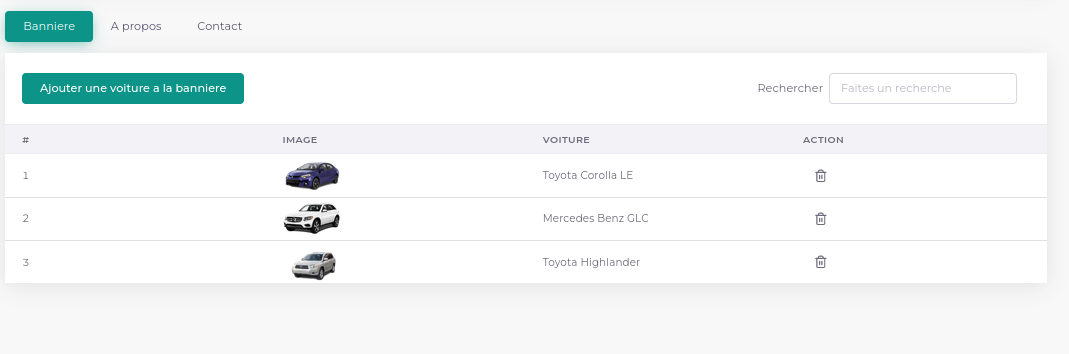 Banniere A propos Contact
Ajouter une voiture a la banniere Rechercher Faites un recherche
# IMAGE VOITURE ACTION
1 Toyota Corolla LE
2 Mercedes Benz GLC
3 Toyota Highlander